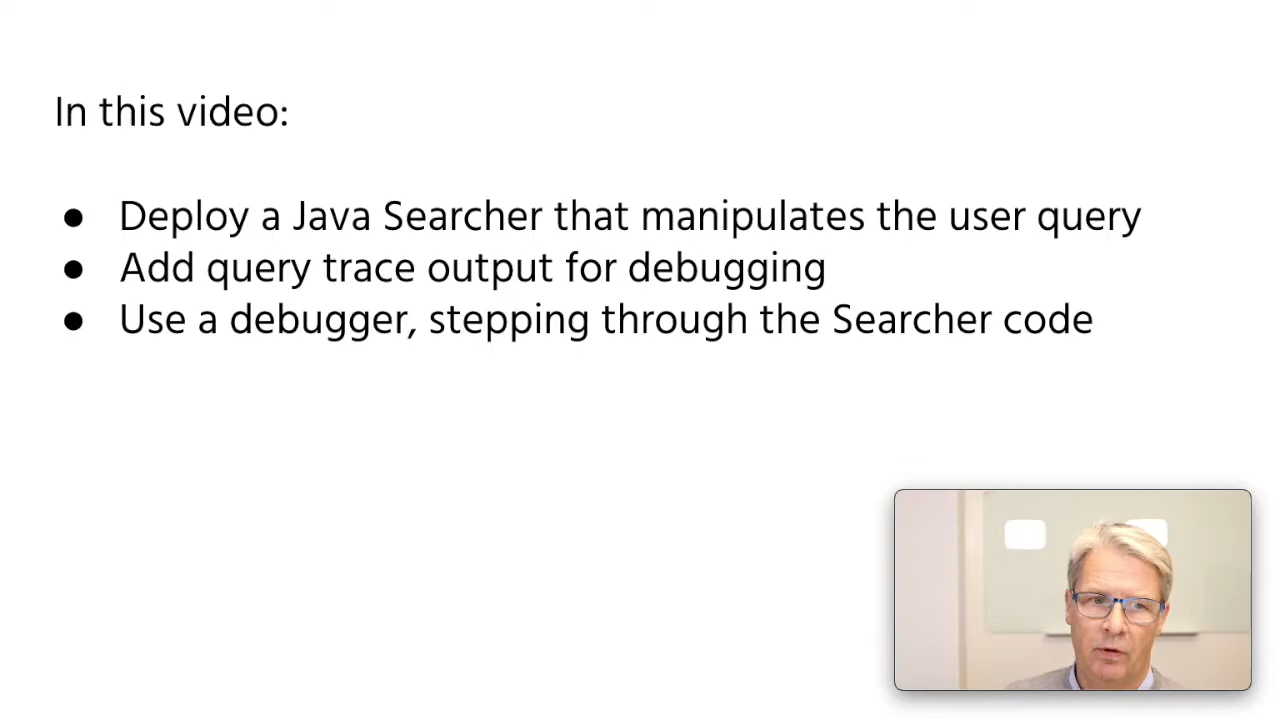 In this video:
● Deploy a Java Searcher that manipulates the user query
● Add query trace output for debugging
● Use a debugger, stepping through the Searcher code